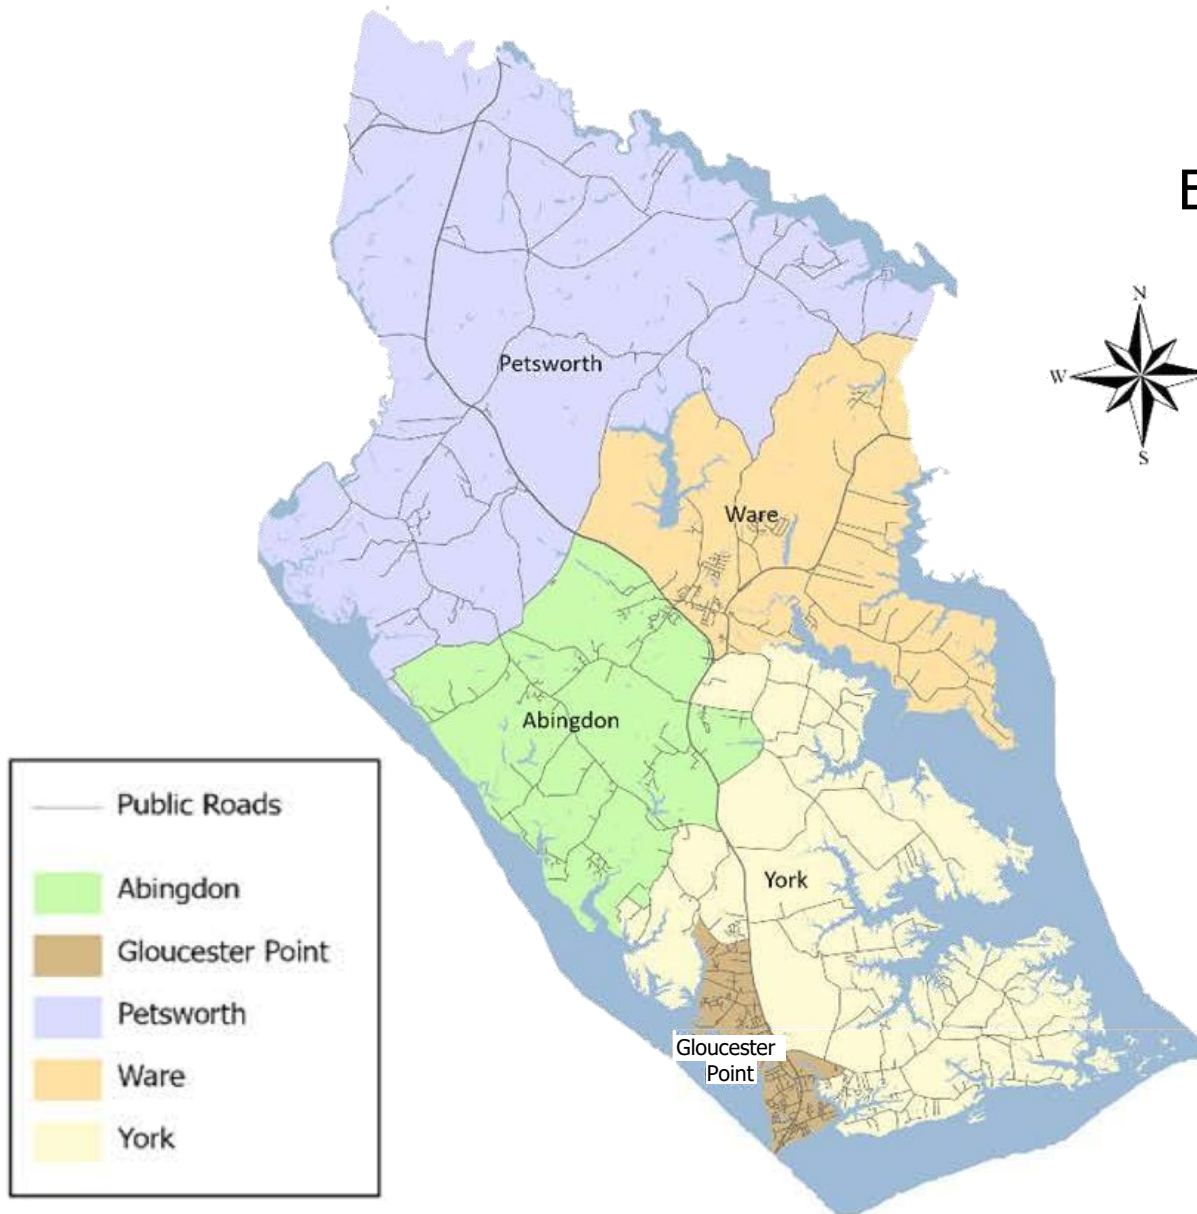 E
N
W
S
Petsworth
Ware
Abingdon
York
Gloucester
Point
Public Roads
Abingdon
Gloucester Point
Petsworth
Ware
York